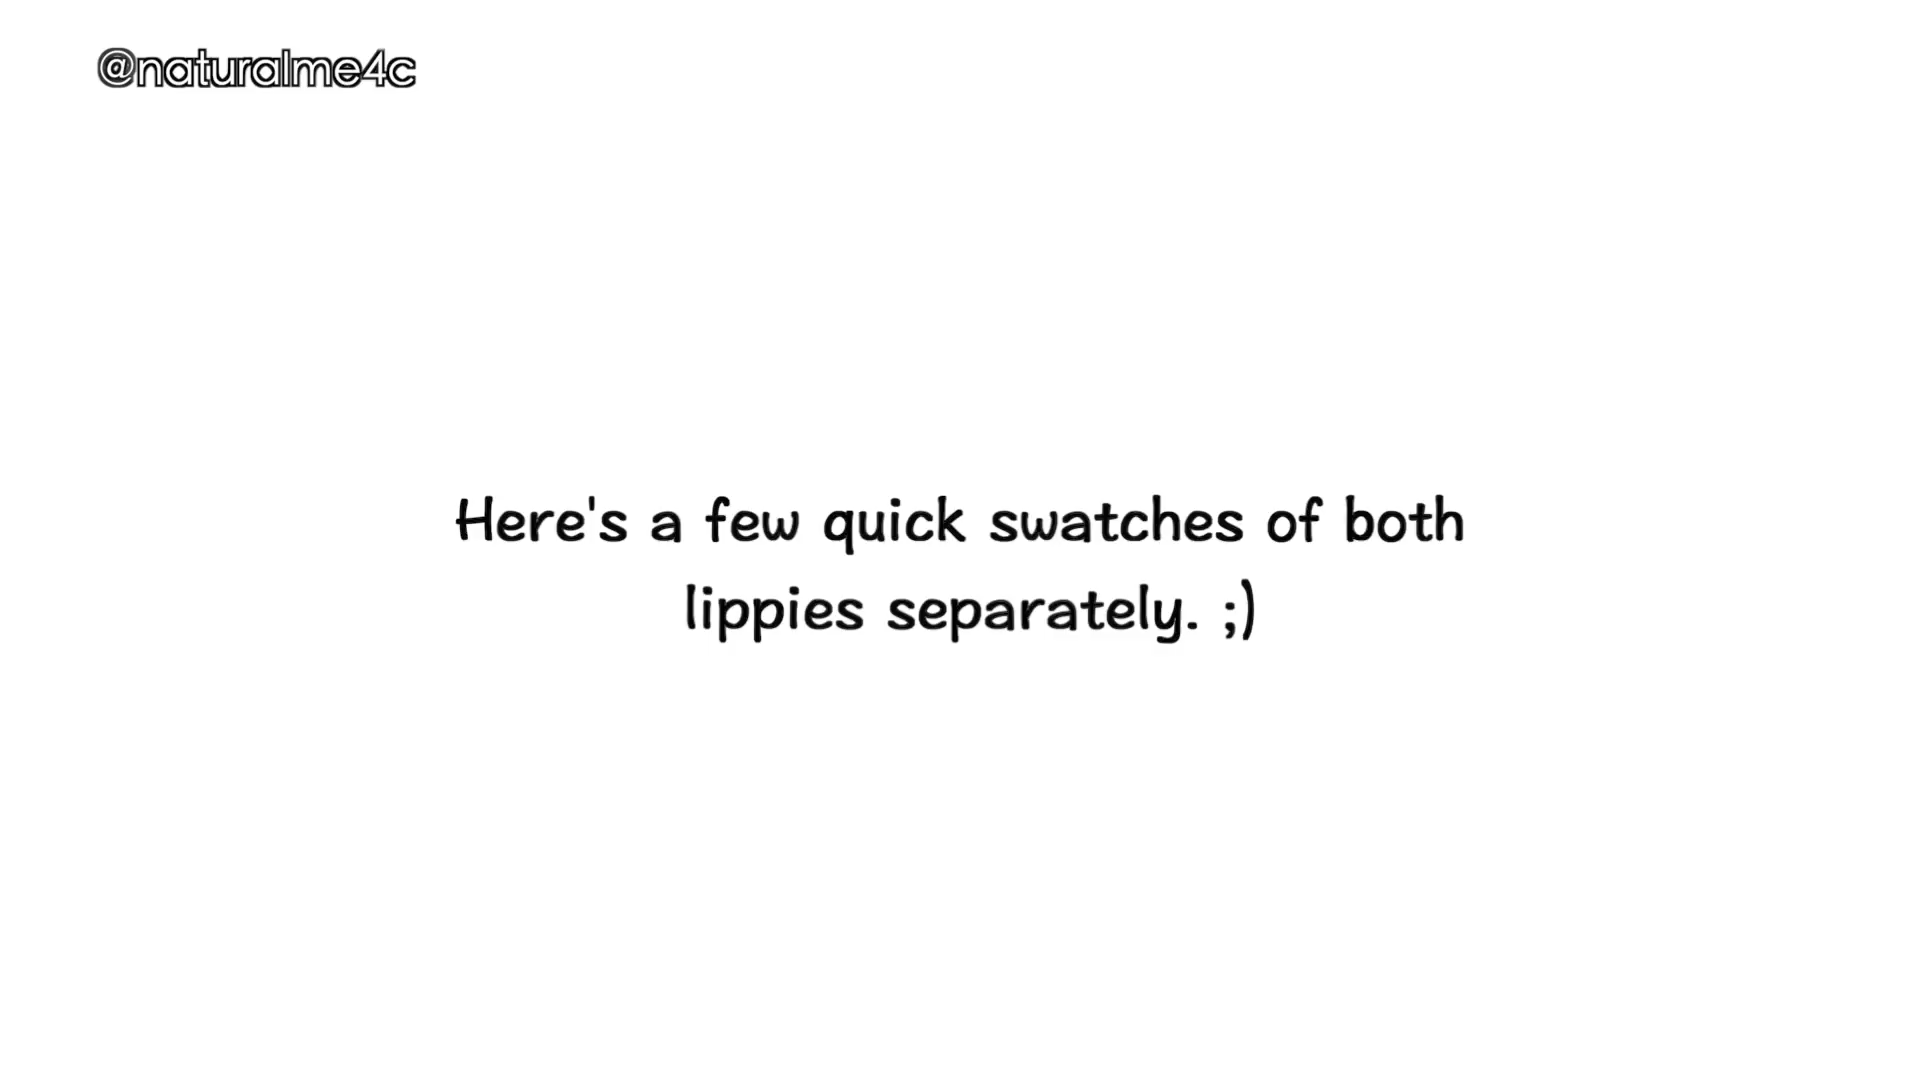 @naturalme4c
Here's a few quick swatches of both
lippies separately. ;)